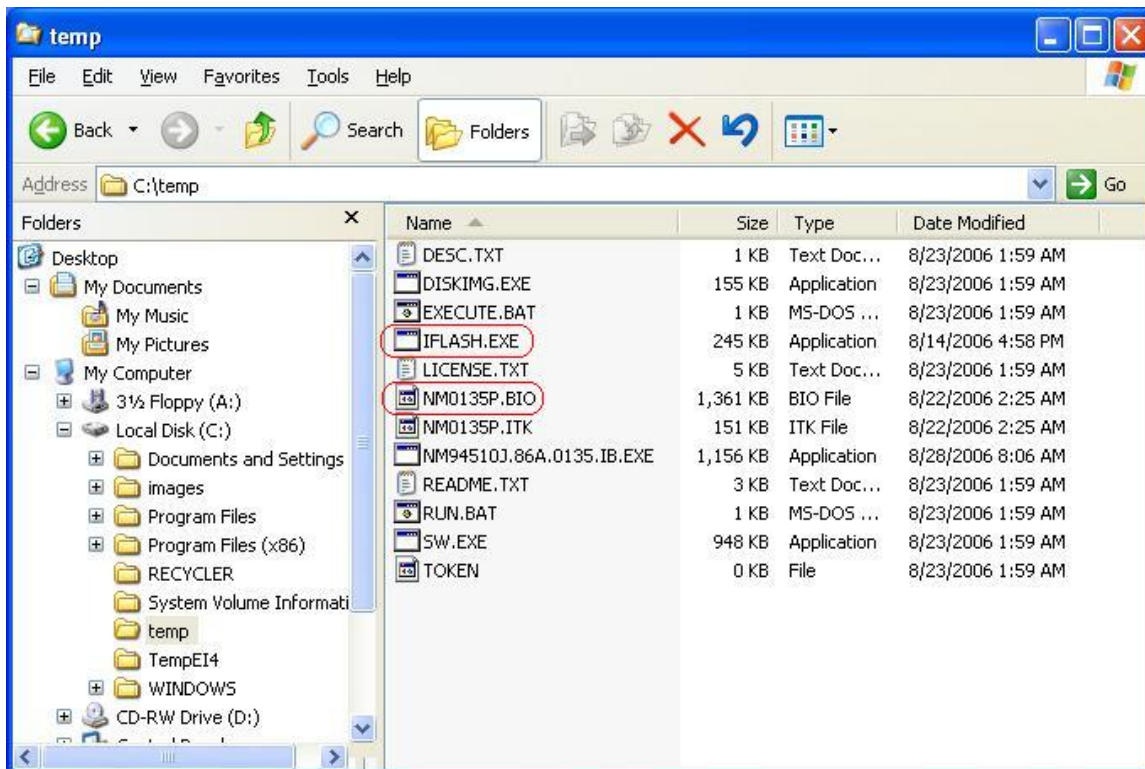 temp
File Edit View Favorites Tools Help
Back Search Folders
Address C:\temp Go
Folders x Name Size Type Date Modified
Desktop
My Documents
My Music
My Pictures
My Computer
3½ Floppy (A:)
Local Disk (C:)
Documents and Settings
images
Program Files
Program Files (x86)
RECYCLER
System Volume Informati
temp
TempEI4
WINDOWS
CD-RW Drive (D:)
DESC.TXT 1 KB Text Doc... 8/23/2006 1:59 AM
DISKIMG.EXE 155 KB Application 8/23/2006 1:59 AM
EXECUTE.BAT 1 KB MS-DOS ... 8/23/2006 1:59 AM
IFLASH.EXE 245 KB Application 8/14/2006 4:58 PM
LICENSE.TXT 5 KB Text Doc... 8/23/2006 1:59 AM
NM0135P.BIO 1,361 KB BIO File 8/22/2006 2:25 AM
NM0135P.ITK 151 KB ITK File 8/22/2006 2:25 AM
NM94510J.86A.0135.IB.EXE 1,156 KB Application 8/28/2006 8:06 AM
README.TXT 3 KB Text Doc... 8/23/2006 1:59 AM
RUN.BAT 1 KB MS-DOS ... 8/23/2006 1:59 AM
SW.EXE 948 KB Application 8/23/2006 1:59 AM
TOKEN 0 KB File 8/23/2006 1:59 AM